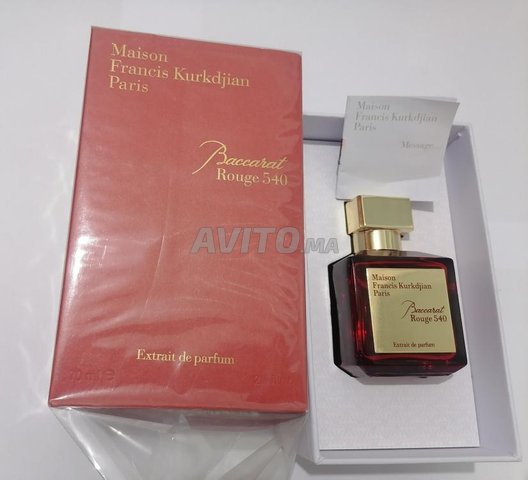 Maison
Francis Kurkdjian
Paris
Baccarat
Rouge 540
Extrait de parfum
Maison
Francis Kurkdjian
Paris
Message
AVITO.MA
Maison
Francis Kurkdjian
Paris
Baccarat
Rouge 540
Extrait de parfum